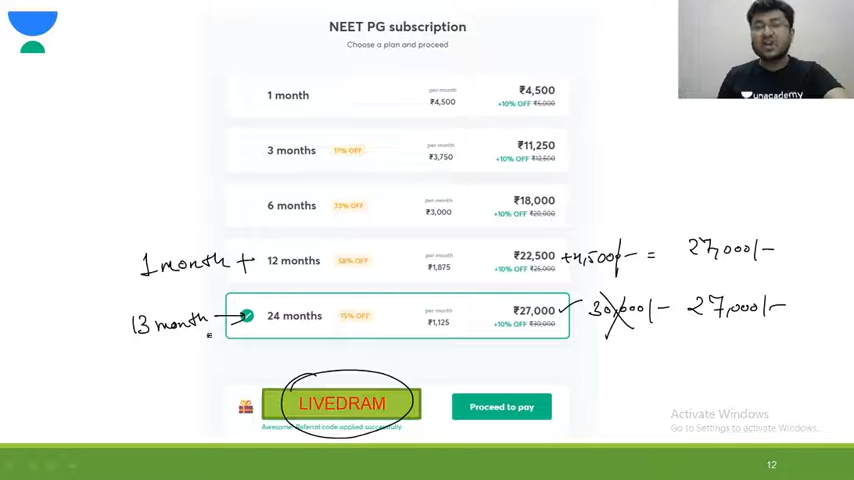 NEET PG subscription
Choose a plan and proceed
unacademy
1 month
per month
₹4,500
₹4,500
+10% OFF ₹5,000
3 months 17% OFF
per month
₹3,750
₹11,250
+10% OFF ₹12,500
6 months 33% OFF
per month
₹3,000
₹18,000
+10% OFF ₹20,000
1 month + 12 months 58% OFF
per month
₹1,875
₹22,500 +4,500/- = 27,000/-
+10% OFF ₹25,000
13 month 24 months 75% OFF
per month
₹1,125
₹27,000 30,000/- 27,000/-
+10% OFF ₹30,000
LIVEDRAM
Awesome! Referral code applied successfully.
Proceed to pay
Activate Windows
Go to Settings to activate Windows.
12